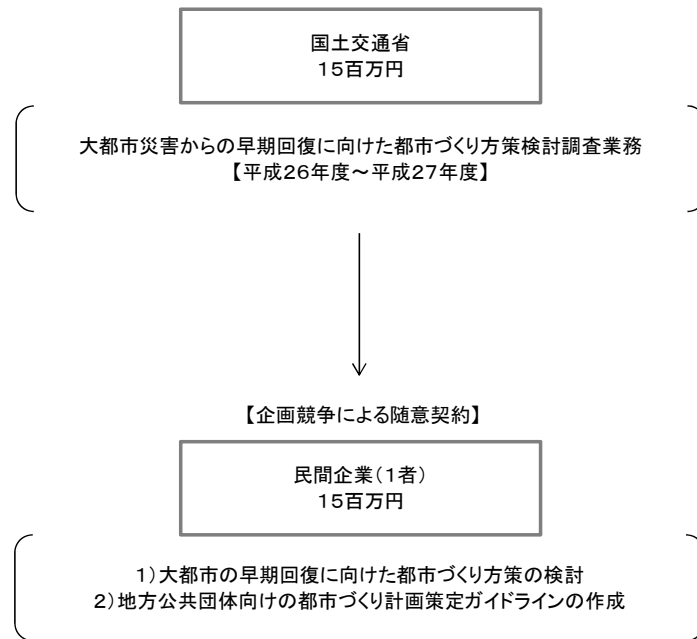 国土交通省
15百万円
大都市災害からの早期回復に向けた都市づくり方策検討調査業務
【平成26年度～平成27年度】
【企画競争による随意契約】
民間企業（１者）
15百万円
1）大都市の早期回復に向けた都市づくり方策の検討
2）地方公共団体向けの都市づくり計画策定ガイドラインの作成